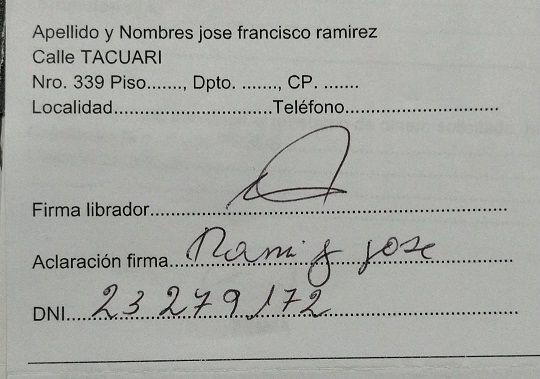 Apellido y Nombres jose francisco ramirez
Calle TACUARI
Nro. 339 Piso......., Dpto. ......., CP. .......
Localidad............................Teléfono...........................
Firma librador................................................................
Aclaración firma....Rami z jose..............
DNI....23 279 172................................